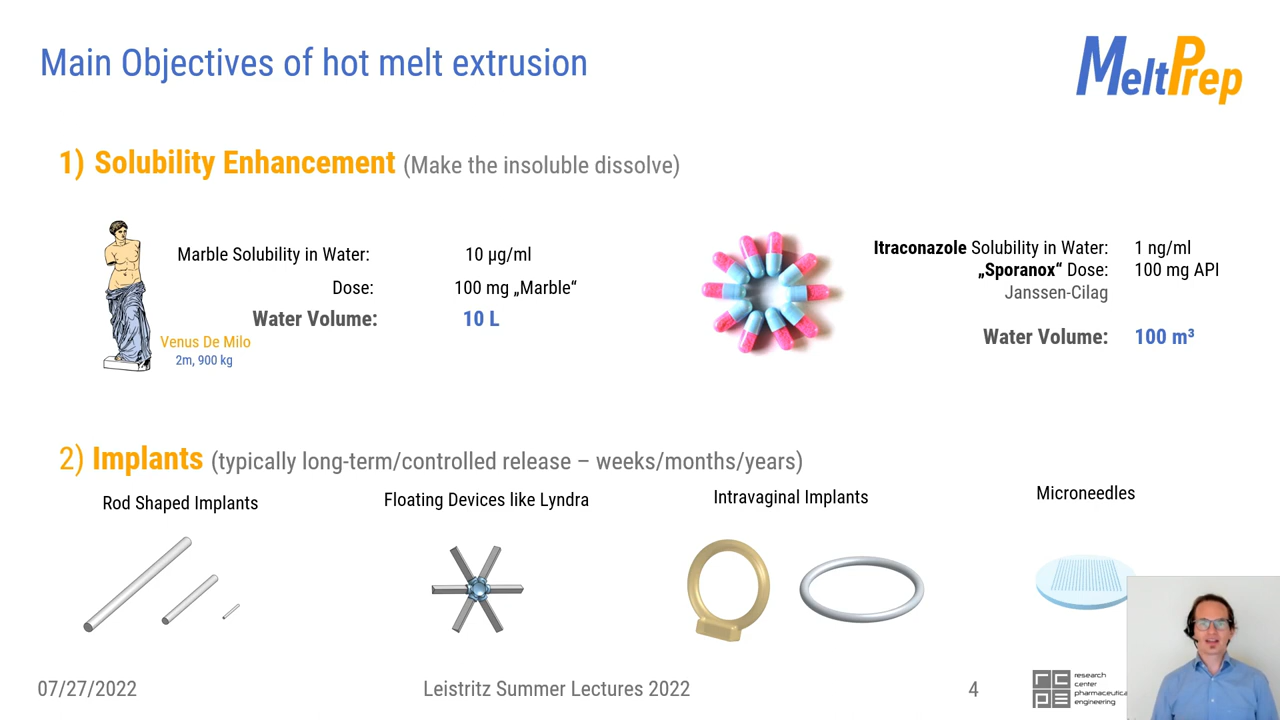 Main Objectives of hot melt extrusion
MeltPrep
1) Solubility Enhancement (Make the insoluble dissolve)
Marble Solubility in Water: 10 µg/ml
Dose: 100 mg „Marble“
Water Volume: 10 L
Venus De Milo
2m, 900 kg
Itraconazole Solubility in Water: 1 ng/ml
„Sporanox“ Dose: 100 mg API
Janssen-Cilag
Water Volume: 100 m³
2) Implants (typically long-term/controlled release – weeks/months/years)
Rod Shaped Implants
Floating Devices like Lyndra
Intravaginal Implants
Microneedles
07/27/2022
Leistritz Summer Lectures 2022
4
rc
pe
research
center
pharmaceutica
engineering